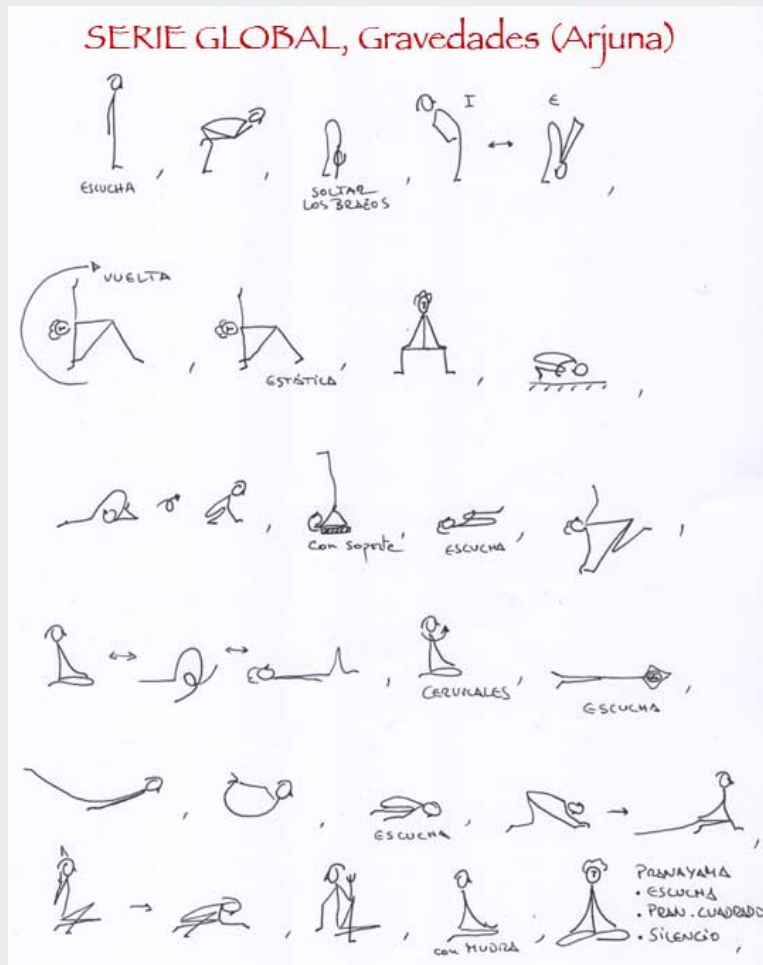 SERIE GLOBAL, Gravedades (Arjuna)
I E
ESCUCHA
SOLTAR
LOS BRAZOS
VUELTA
ESTÁTICA
con soporte
ESCUCHA
CERVICALES
ESCUCHA
ESCUCHA
PRANAYAMA
• ESCUCHA
• PRAN. CUADRADO
• SILENCIO
con MUDRA